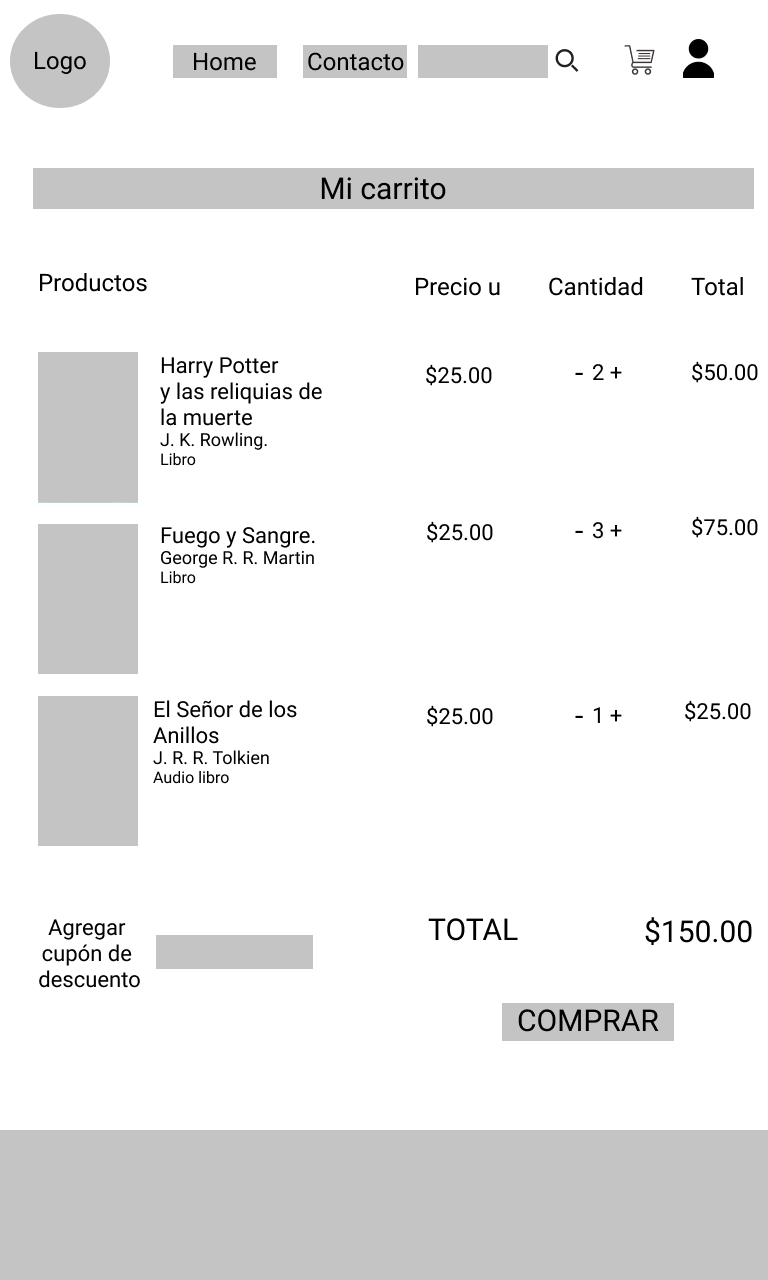 Logo
Home
Contacto
Mi carrito
Productos
Precio u
Cantidad
Total
Harry Potter
y las reliquias de
la muerte
J. K. Rowling.
Libro
$25.00
- 2 +
$50.00
Fuego y Sangre.
George R. R. Martin
Libro
$25.00
- 3 +
$75.00
El Señor de los
Anillos
J. R. R. Tolkien
Audio libro
$25.00
- 1 +
$25.00
Agregar
cupón de
descuento
TOTAL
$150.00
COMPRAR